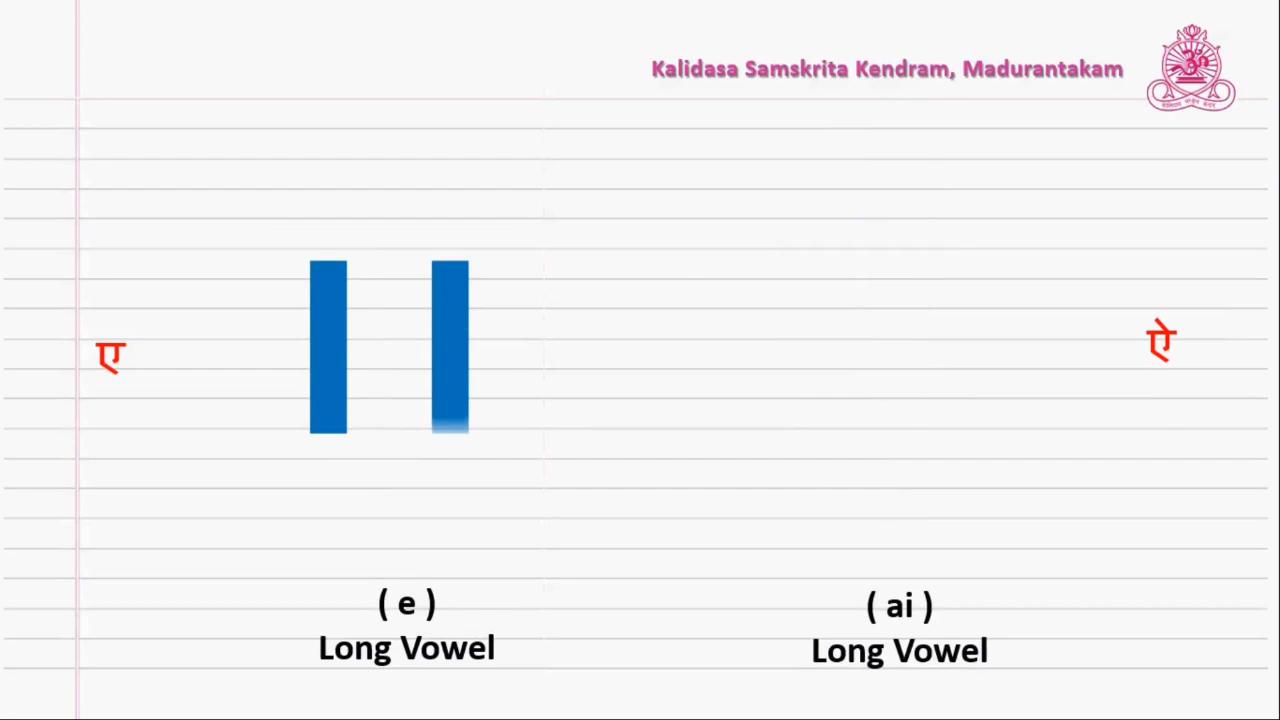 Kalidasa Samskrita Kendram, Madurantakam
ए
ऐ
( e )
Long Vowel
( ai )
Long Vowel